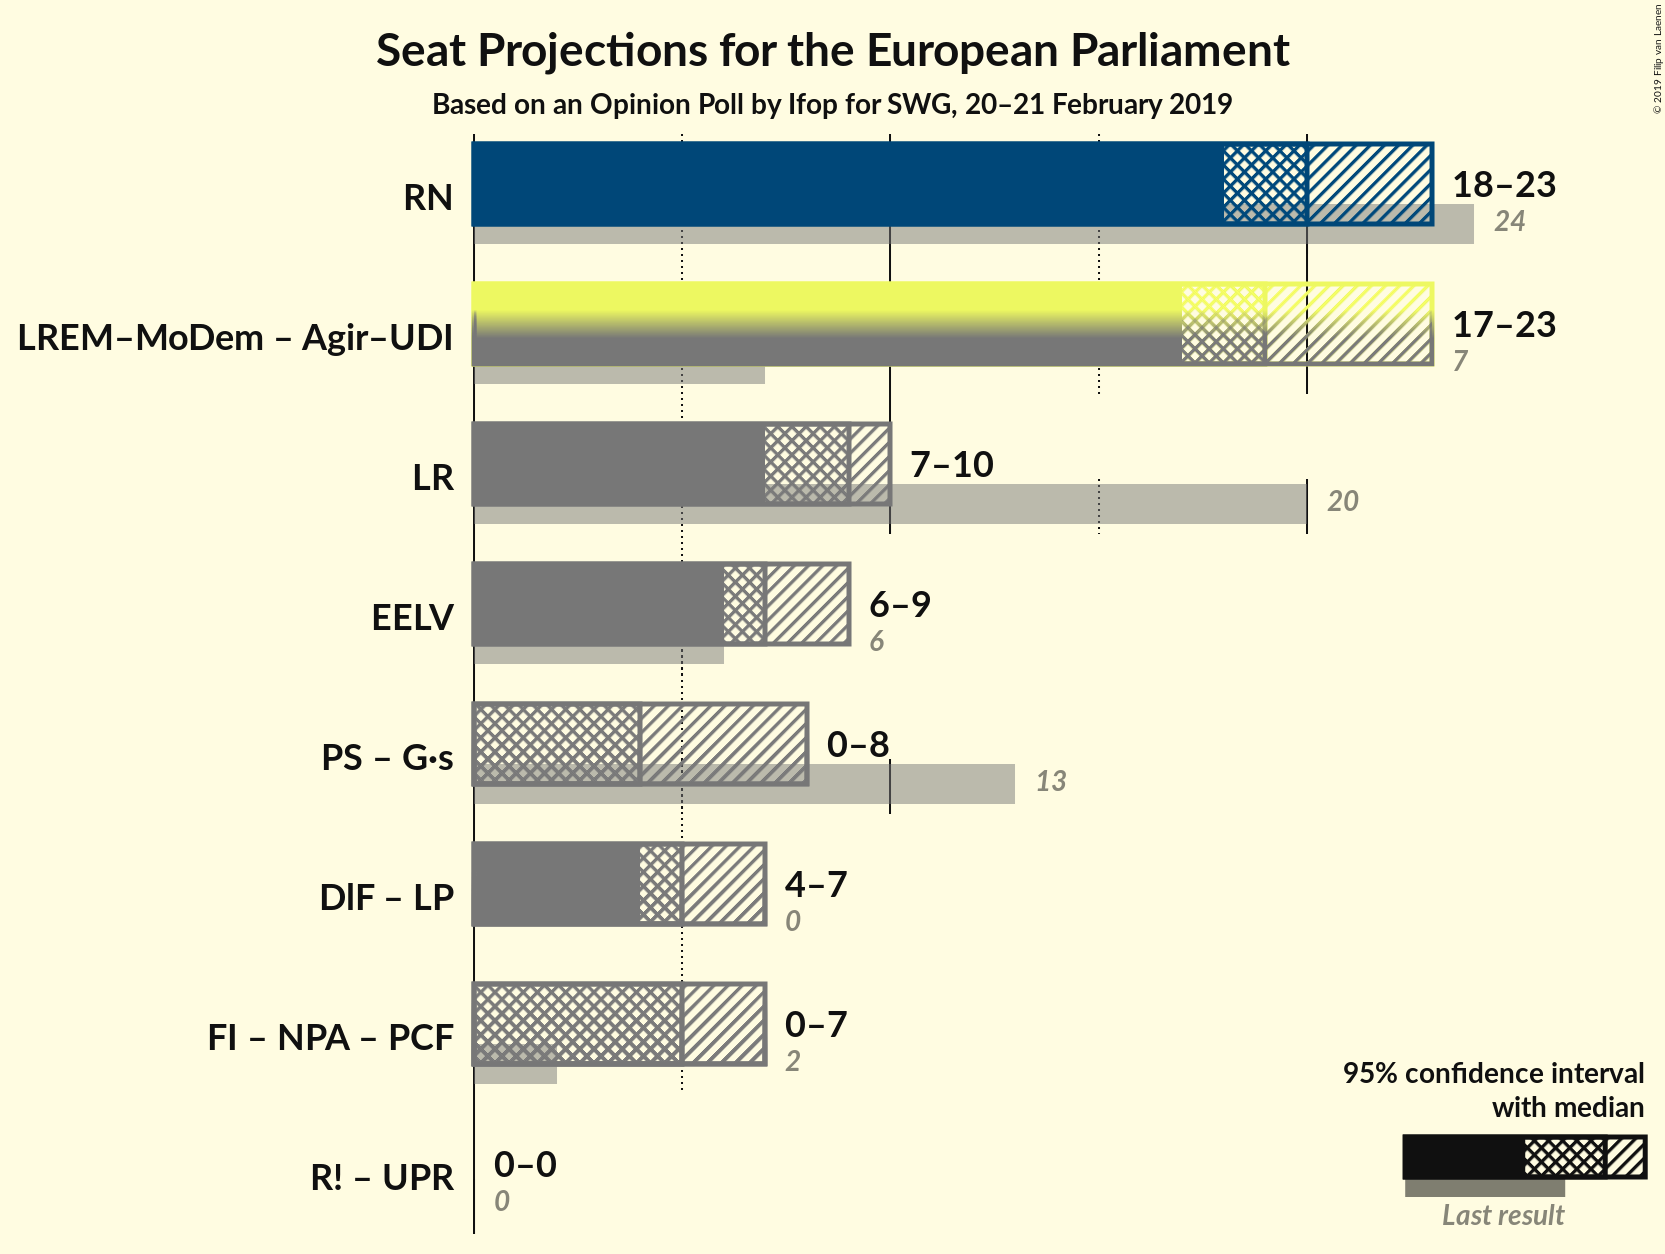 Seat Projections for the European Parliament
Based on an Opinion Poll by Ifop for SWG, 20–21 February 2019
© 2019 Filip van Laenen
RN
18–23
24
LREM–MoDem – Agir–UDI
17–23
7
LR
7–10
20
EELV
6–9
6
PS – G·s
0–8
13
DlF – LP
4–7
0
FI – NPA – PCF
0–7
2
R! – UPR
0–0
0
95% confidence interval
with median
Last result